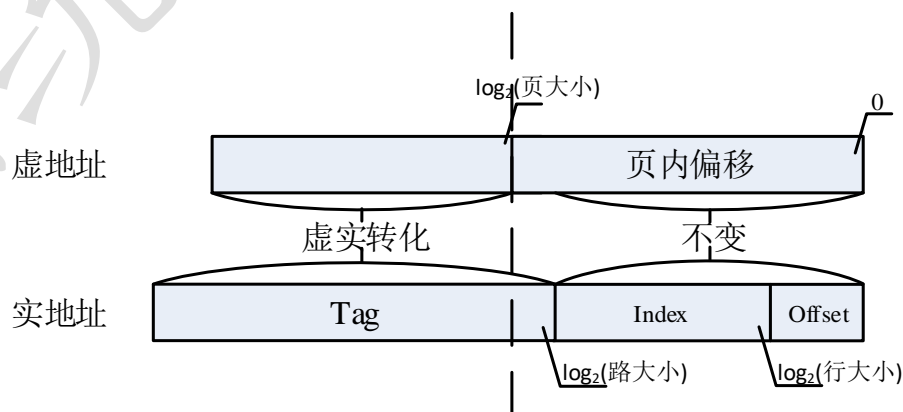 log₂(页大小)
0
虚地址
页内偏移
虚实转化
不变
实地址
Tag
Index
Offset
log₂(路大小)
log₂(行大小)